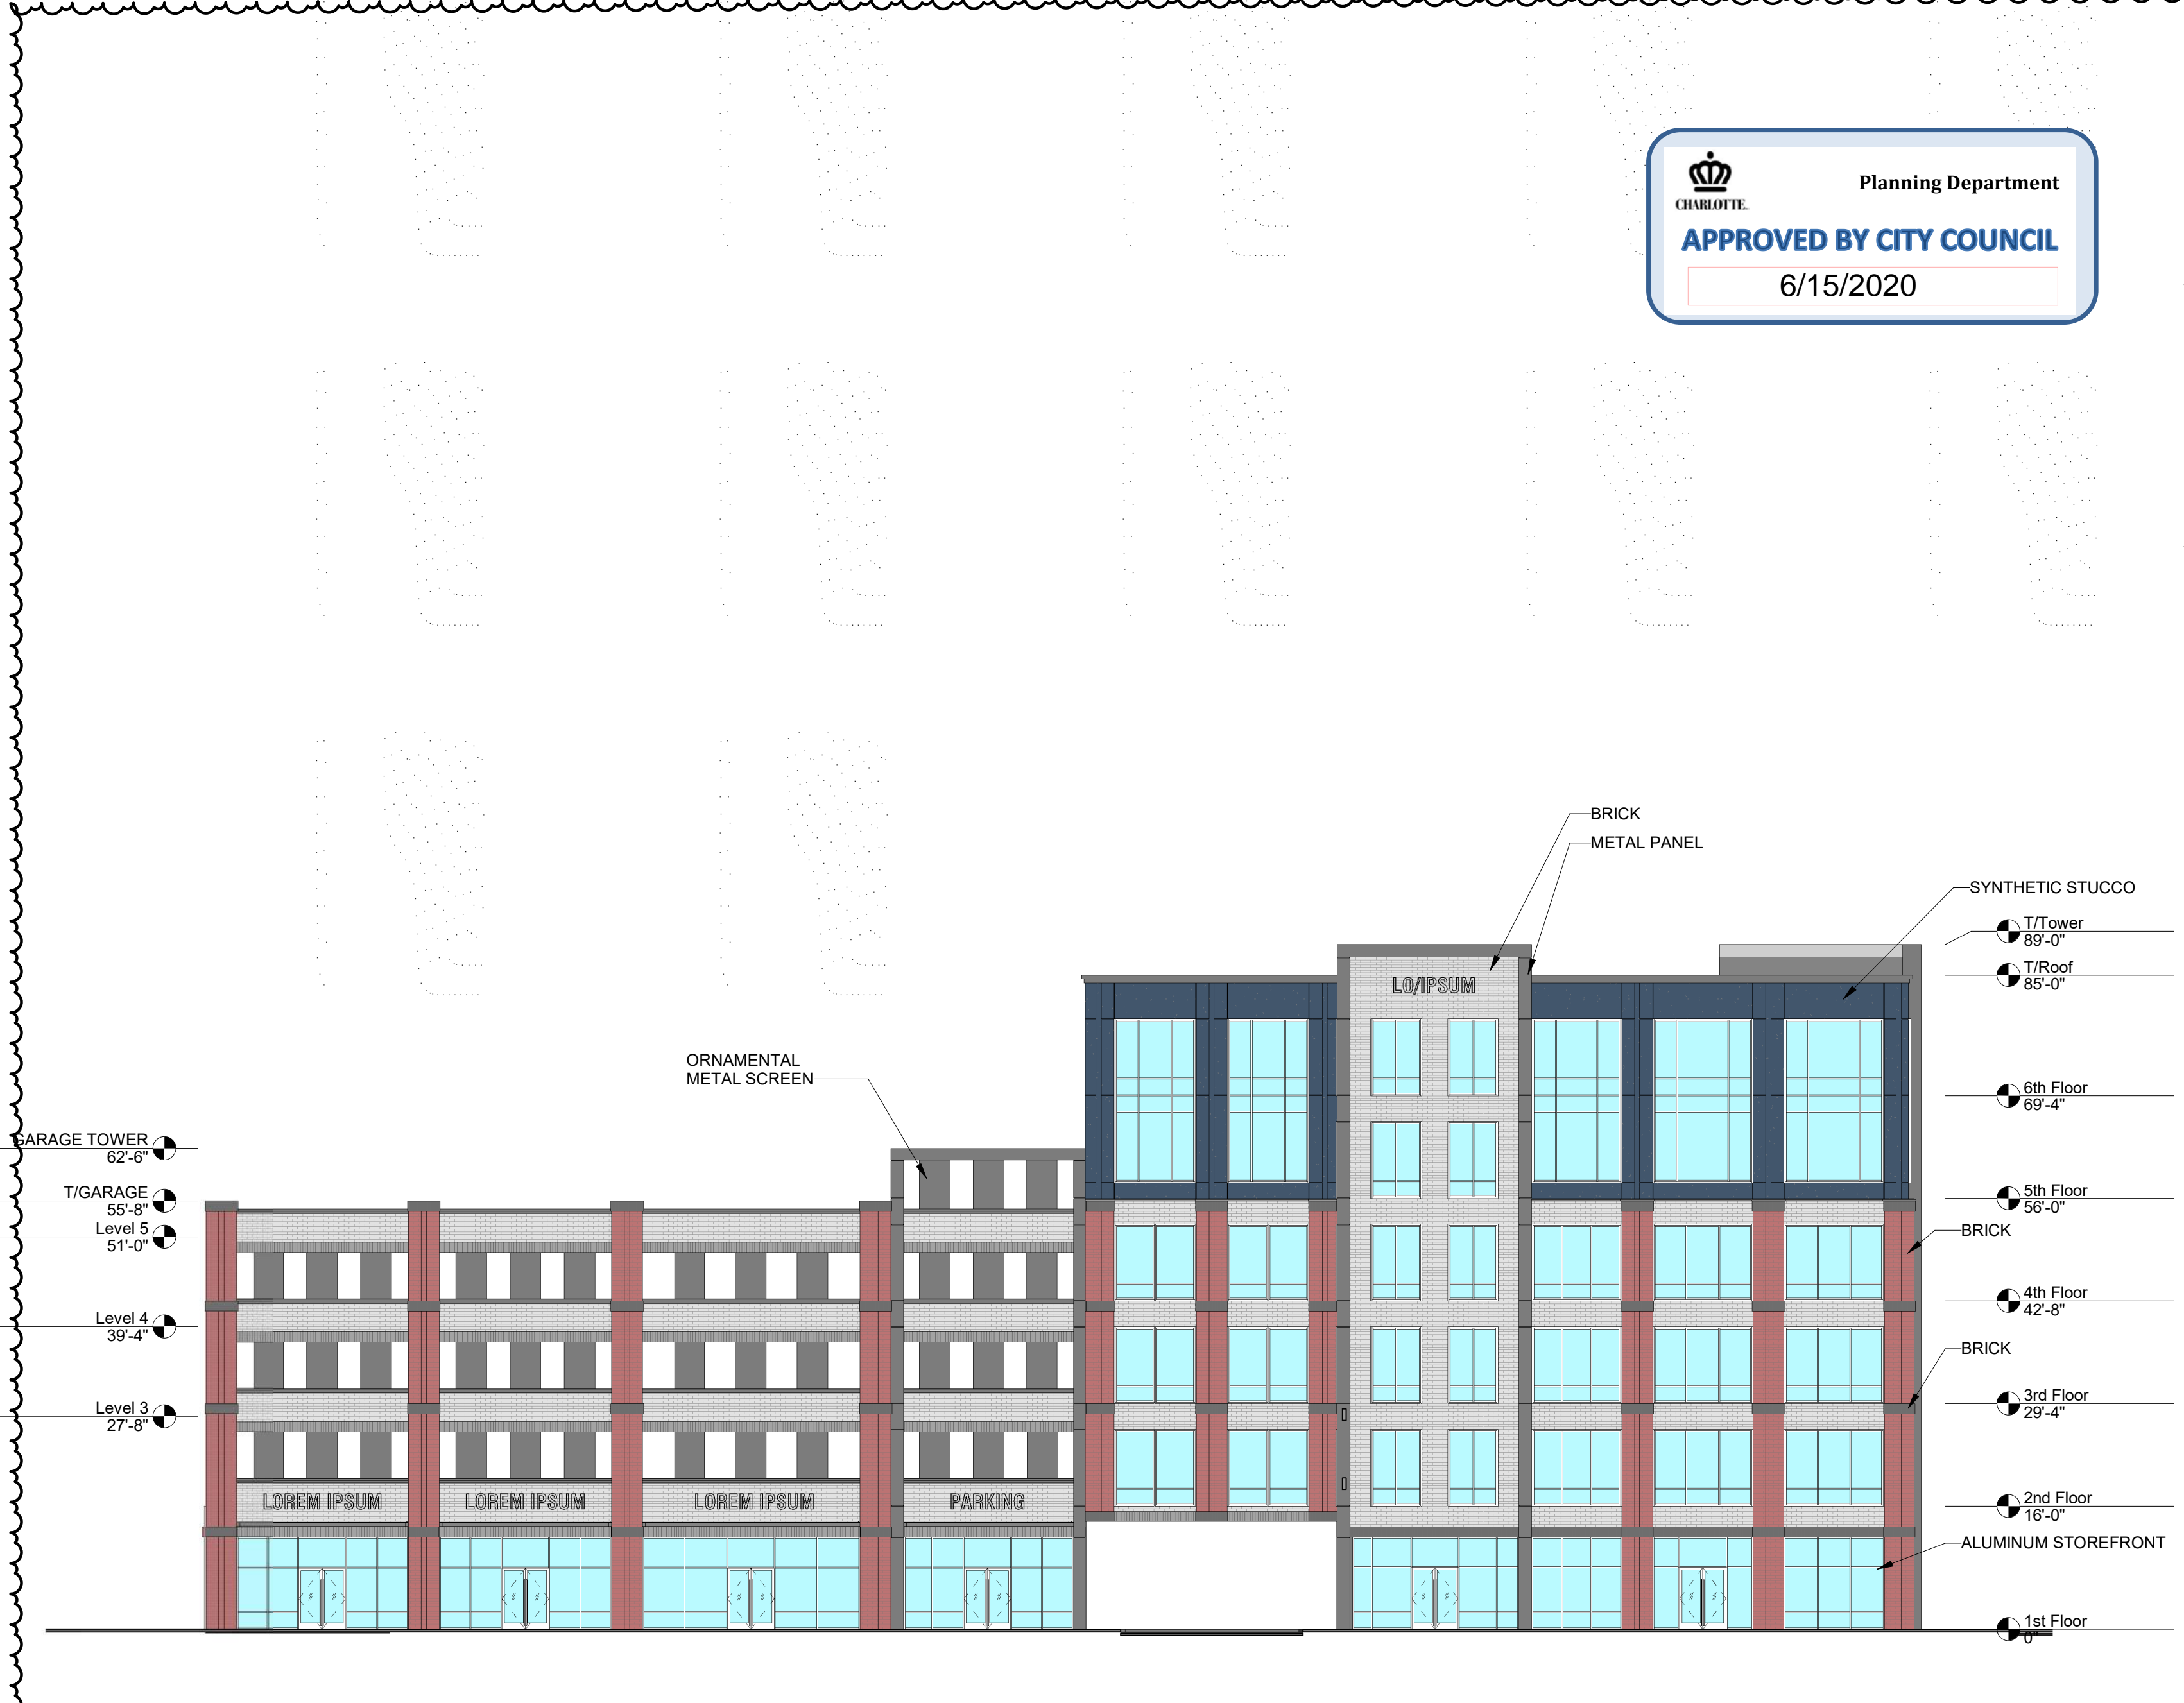 CHARLOTTE.
Planning Department
APPROVED BY CITY COUNCIL
6/15/2020
BRICK
METAL PANEL
SYNTHETIC STUCCO
T/Tower
89'-0"
T/Roof
85'-0"
LO/IPSUM
ORNAMENTAL
METAL SCREEN
6th Floor
69'-4"
GARAGE TOWER
62'-6"
T/GARAGE
55'-8"
5th Floor
56'-0"
Level 5
51'-0"
BRICK
4th Floor
42'-8"
Level 4
39'-4"
BRICK
3rd Floor
29'-4"
Level 3
27'-8"
LOREM IPSUM
LOREM IPSUM
LOREM IPSUM
PARKING
2nd Floor
16'-0"
ALUMINUM STOREFRONT
1st Floor
0"